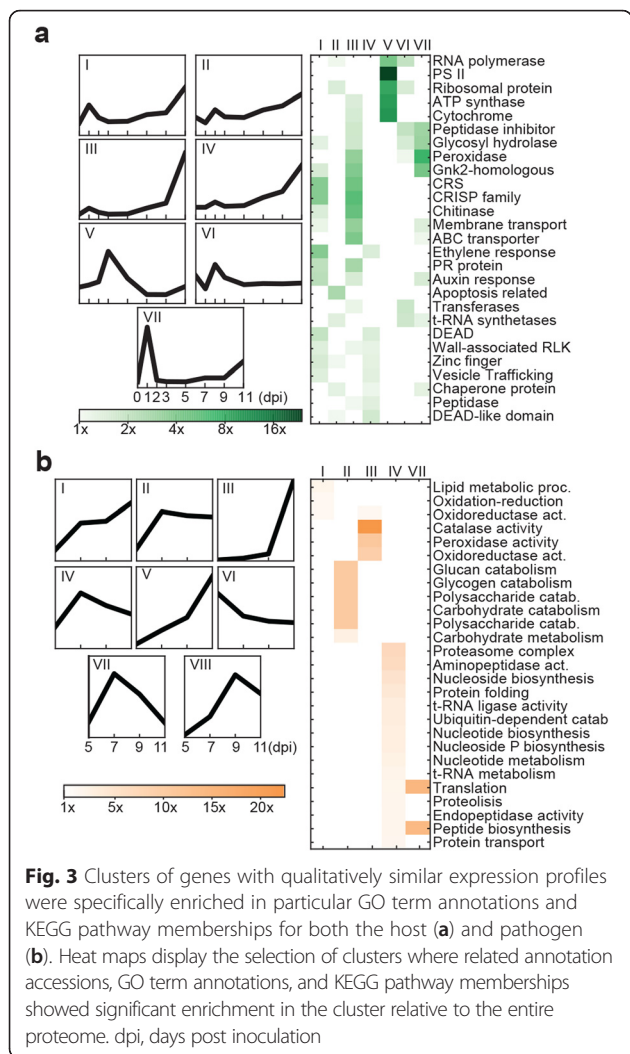 a
I II III IV V VI VII
I
II
III
IV
V
VI
VII
0 1 2 3 5 7 9 11 (dpi)
1x 2x 4x 8x 16x
RNA polymerase
PS II
Ribosomal protein
ATP synthase
Cytochrome
Peptidase inhibitor
Glycosyl hydrolase
Peroxidase
Gnk2-homologous
CRS
CRISP family
Chitinase
Membrane transport
ABC transporter
Ethylene response
PR protein
Auxin response
Apoptosis related
Transferases
t-RNA synthetases
DEAD
Wall-associated RLK
Zinc finger
Vesicle Trafficking
Chaperone protein
Peptidase
DEAD-like domain
b
I II III IV VII
I
II
III
IV
V
VI
VII
VIII
5 7 9 11
5 7 9 11 (dpi)
1x 5x 10x 15x 20x
Lipid metabolic proc.
Oxidation-reduction
Oxidoreductase act.
Catalase activity
Peroxidase activity
Oxidoreductase act.
Glucan catabolism
Glycogen catabolism
Polysaccharide catab.
Carbohydrate catabolism
Polysaccharide catab.
Carbohydrate metabolism
Proteasome complex
Aminopeptidase act.
Nucleoside biosynthesis
Protein folding
t-RNA ligase activity
Ubiquitin-dependent catab
Nucleotide biosynthesis
Nucleoside P biosynthesis
Nucleotide metabolism
t-RNA metabolism
Translation
Proteolisis
Endopeptidase activity
Peptide biosynthesis
Protein transport
Fig. 3 Clusters of genes with qualitatively similar expression profiles
were specifically enriched in particular GO term annotations and
KEGG pathway memberships for both the host (a) and pathogen
(b). Heat maps display the selection of clusters where related annotation
accessions, GO term annotations, and KEGG pathway memberships
showed significant enrichment in the cluster relative to the entire
proteome. dpi, days post inoculation